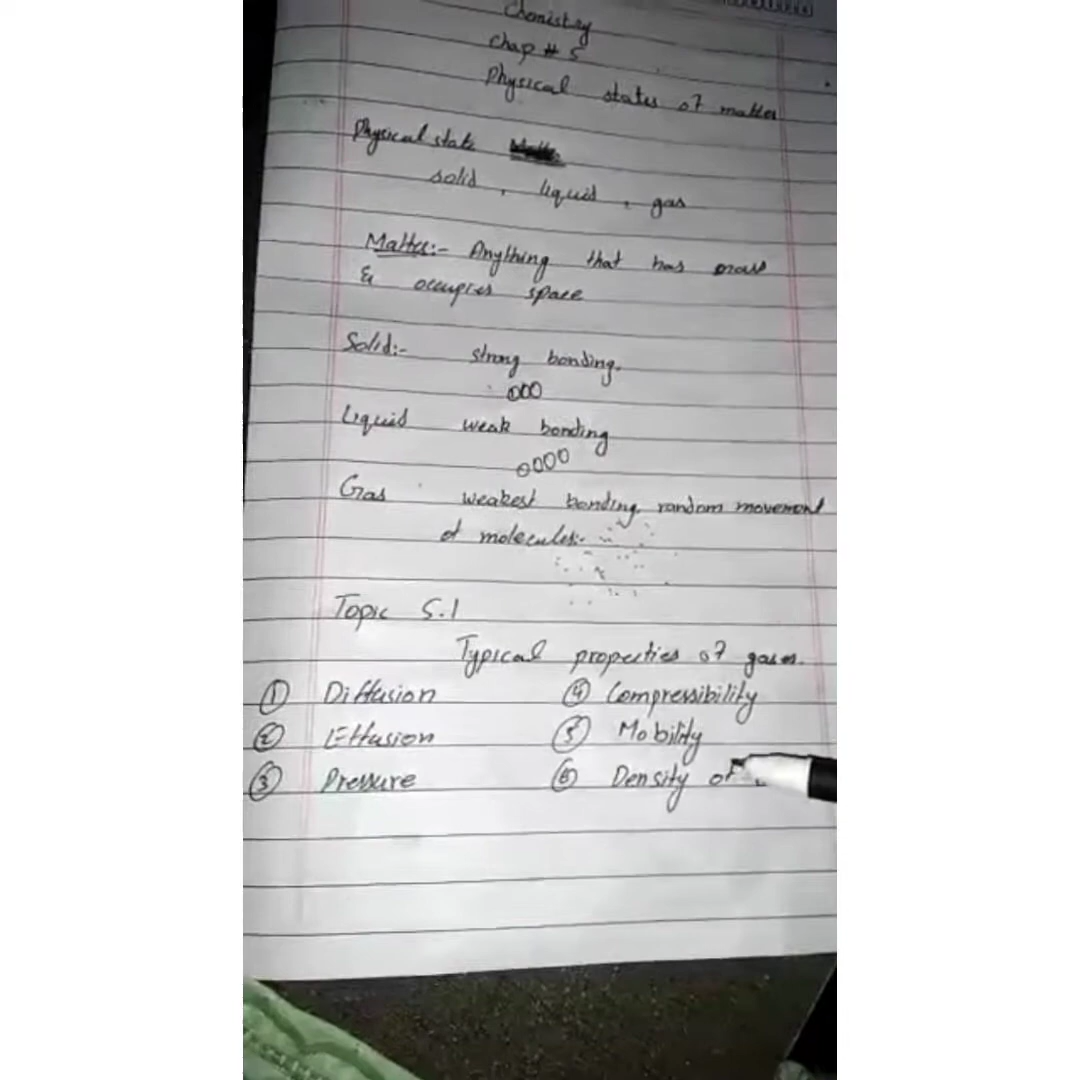 Chemistry
Chap # 5
Physical states of matter
Physical state
solid, liquid, gas
Matter:- Anything that has mass
& occupies space
Solid:- strong bonding.
Liquid weak bonding
Gas weakest bonding, random movement
of molecules:-
Topic 5.1
Typical properties of gases.
① Diffusion ④ Compressibility
② Effusion ⑤ Mobility
③ Pressure ⑥ Density of